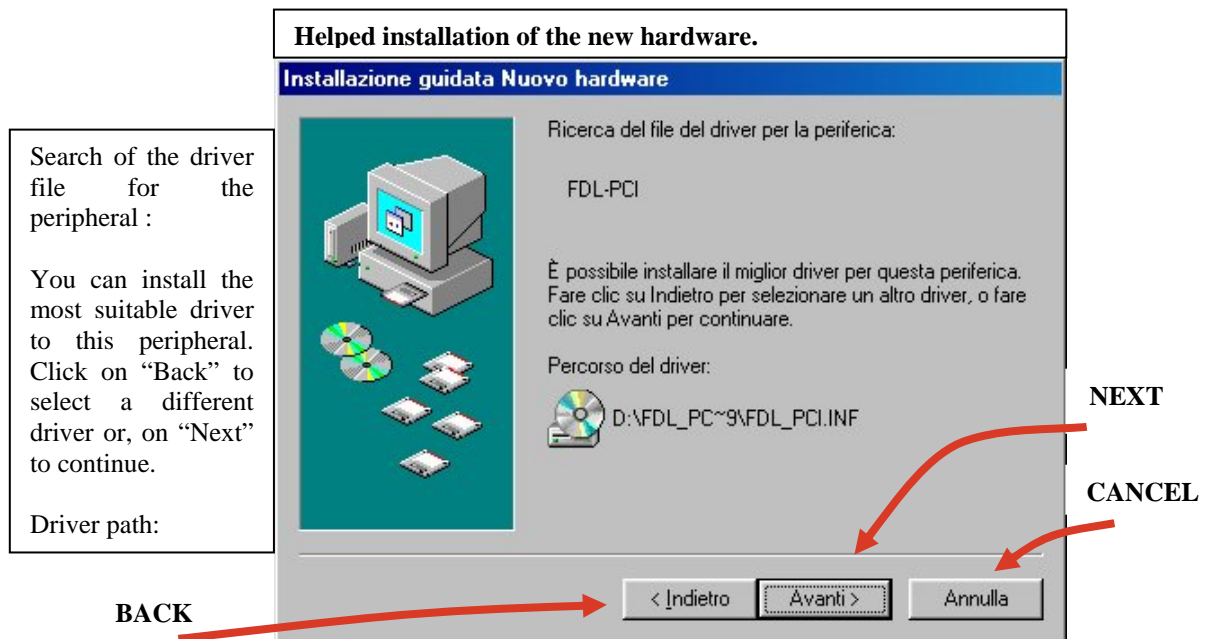 Helped installation of the new hardware.
Installazione guidata Nuovo hardware
Search of the driver
file for the
peripheral :
You can install the
most suitable driver
to this peripheral.
Click on “Back” to
select a different
driver or, on “Next”
to continue.
Driver path:
Ricerca del file del driver per la periferica:
FDL-PCI
È possibile installare il miglior driver per questa periferica.
Fare clic su Indietro per selezionare un altro driver, o fare
clic su Avanti per continuare.
Percorso del driver:
D:\FDL_PC~9\FDL_PCI.INF
NEXT
CANCEL
BACK
< Indietro
Avanti >
Annulla